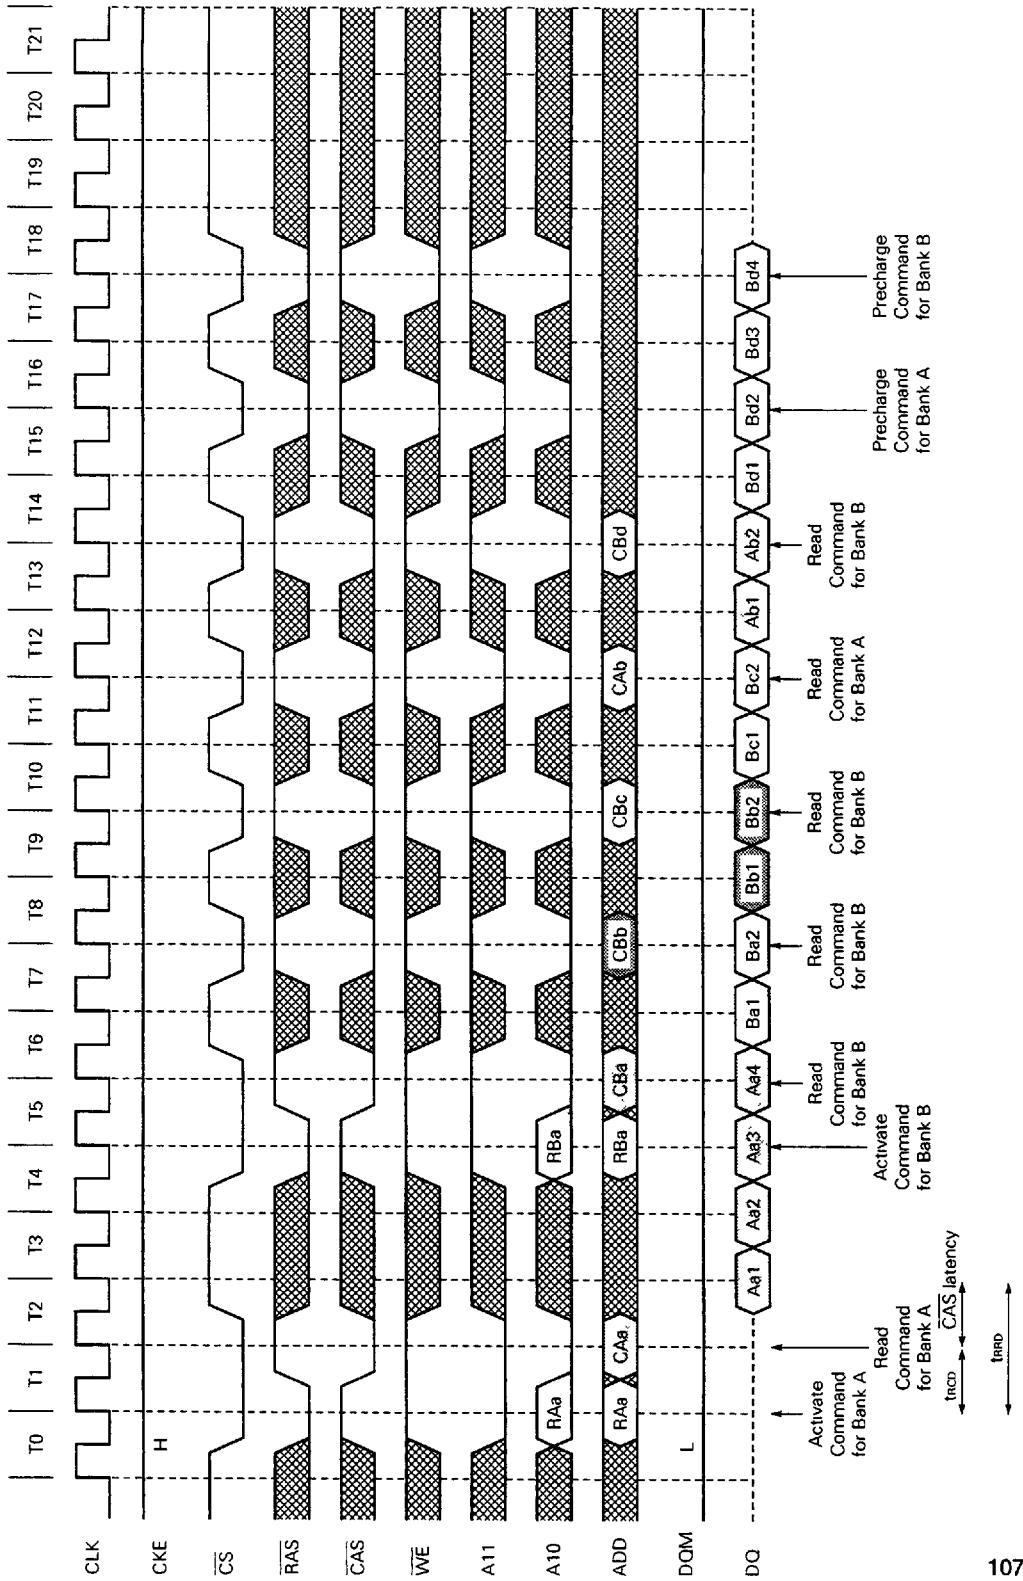 T0 T1 T2 T3 T4 T5 T6 T7 T8 T9 T10 T11 T12 T13 T14 T15 T16 T17 T18 T19 T20 T21
CLK
CKE H
CS
RAS
CAS
WE
A11
A10 RAa RBa
ADD RAa CAa RBa CBa CBb CBc CAb CBd
DQM L
DQ Aa1 Aa2 Aa3 Aa4 Ba1 Ba2 Bb1 Bb2 Bc1 Bc2 Ab1 Ab2 Bd1 Bd2 Bd3 Bd4
Activate
Command
for Bank A
Read
Command
for Bank A
Activate
Command
for Bank B
Read
Command
for Bank B
Read
Command
for Bank B
Read
Command
for Bank B
Read
Command
for Bank A
Read
Command
for Bank B
Precharge
Command
for Bank A
Precharge
Command
for Bank B
tRCD CAS latency
tRRD
107